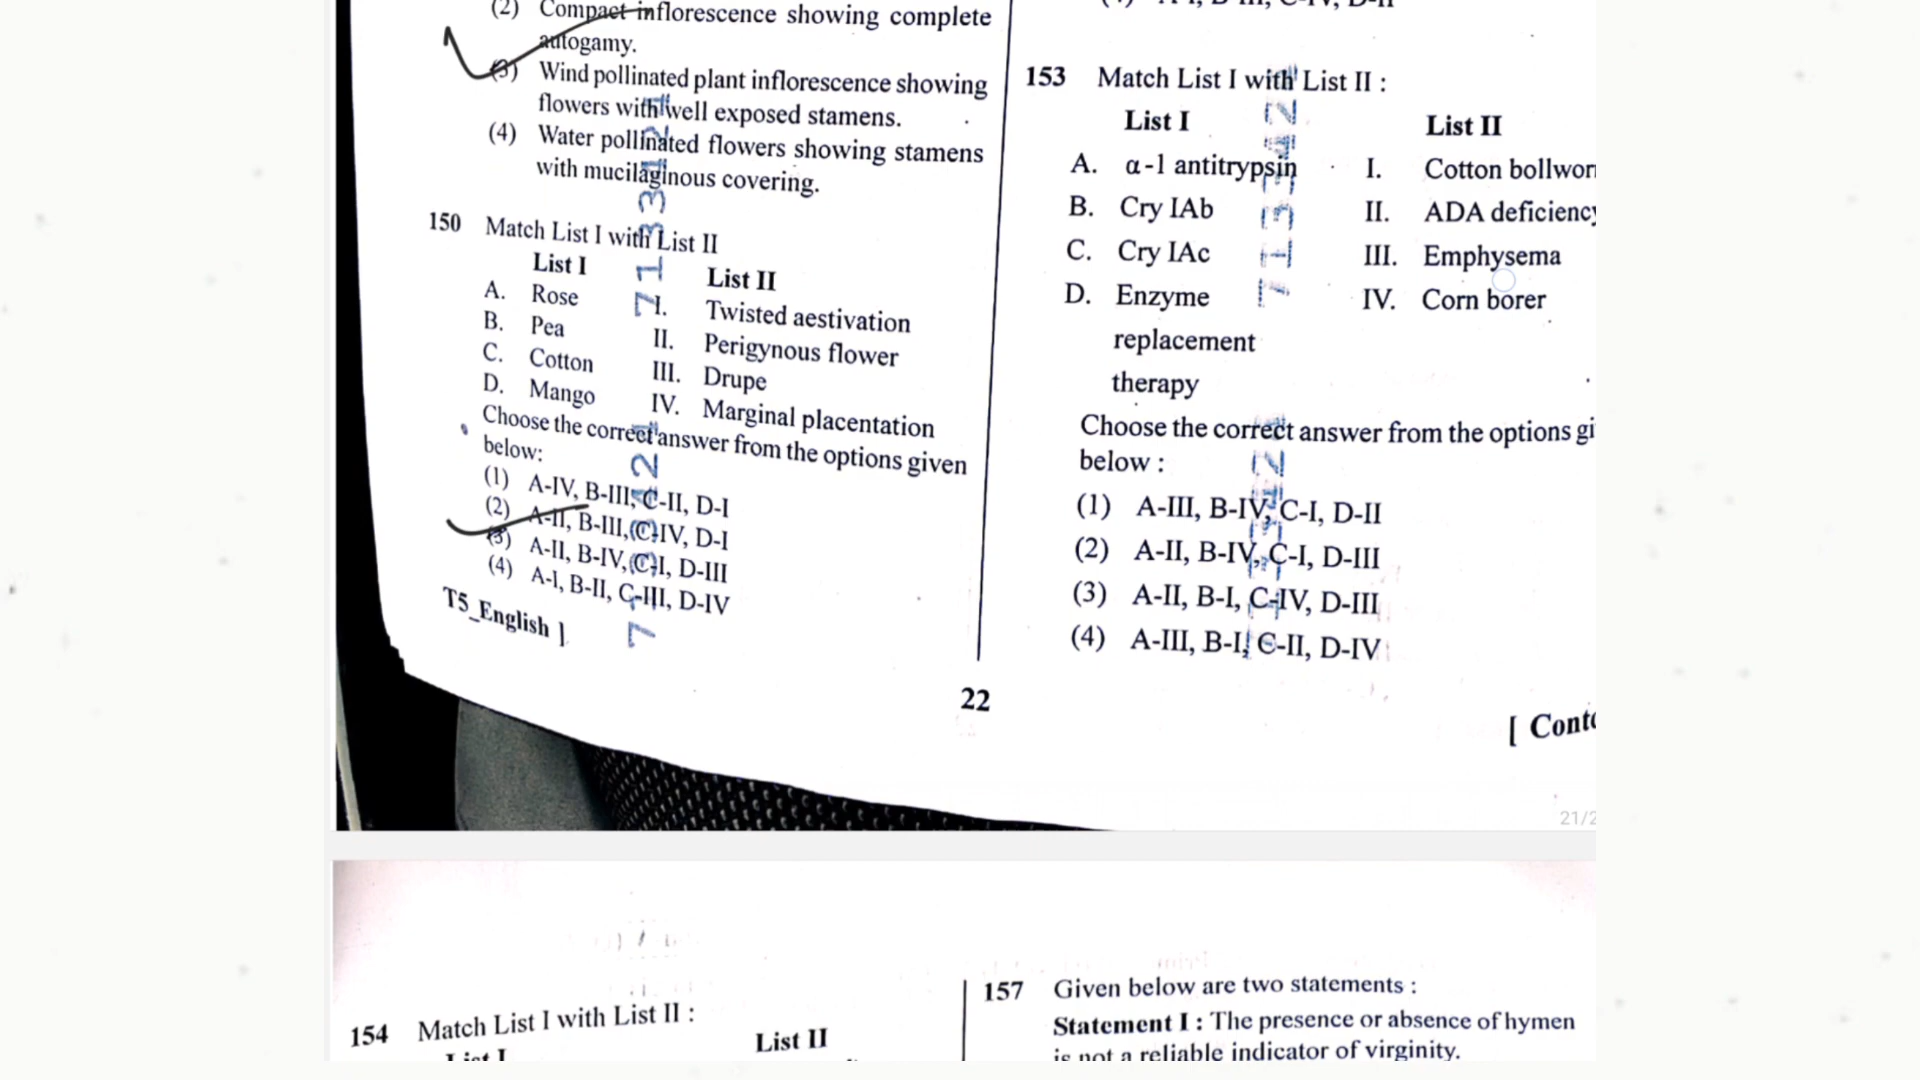 (2) Compact inflorescence showing complete
autogamy.
(3) Wind pollinated plant inflorescence showing
flowers with well exposed stamens.
(4) Water pollinated flowers showing stamens
with mucilaginous covering.
150 Match List I with List II
List I List II
A. Rose I. Twisted aestivation
B. Pea II. Perigynous flower
C. Cotton III. Drupe
D. Mango IV. Marginal placentation
Choose the correct answer from the options given
below:
(1) A-IV, B-III, C-II, D-I
(2) A-II, B-III, C-IV, D-I
(3) A-II, B-IV, C-I, D-III
(4) A-I, B-II, C-III, D-IV
T5_English ]
153 Match List I with List II :
List I List II
A. α-1 antitrypsin I. Cotton bollwor
B. Cry IAb II. ADA deficiency
C. Cry IAc III. Emphysema
D. Enzyme IV. Corn borer
replacement
therapy
Choose the correct answer from the options gi
below :
(1) A-III, B-IV, C-I, D-II
(2) A-II, B-IV, C-I, D-III
(3) A-II, B-I, C-IV, D-III
(4) A-III, B-I, C-II, D-IV
22
[ Conto
21/2
154 Match List I with List II :
List I List II
157 Given below are two statements :
Statement I : The presence or absence of hymen
is not a reliable indicator of virginity.